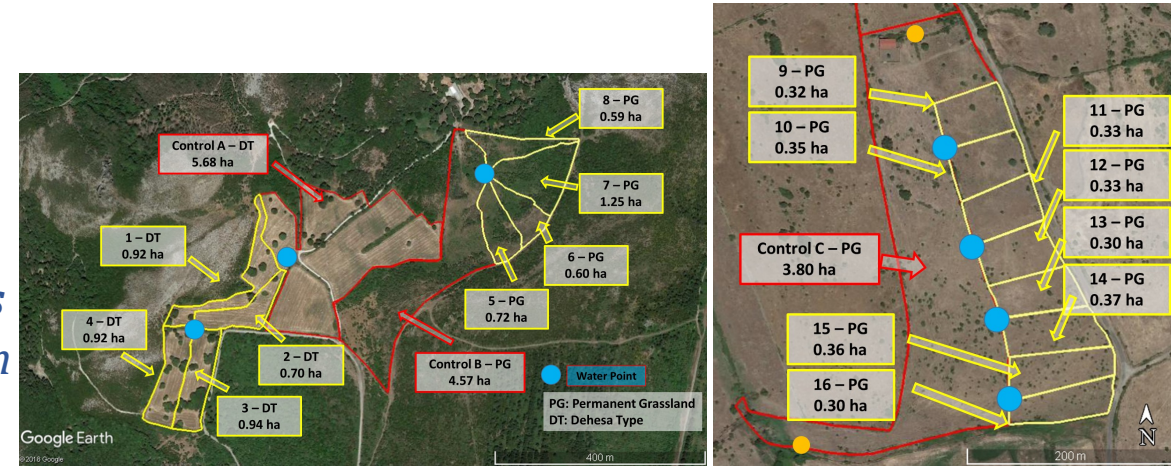 8 – PG
0.59 ha
Control A – DT
5.68 ha
7 – PG
1.25 ha
1 – DT
0.92 ha
6 – PG
0.60 ha
5 – PG
0.72 ha
4 – DT
0.92 ha
2 – DT
0.70 ha
Control B – PG
4.57 ha
3 – DT
0.94 ha
Water Point
PG: Permanent Grassland
DT: Dehesa Type
Google Earth
©2018 Google
400 m
s
n
9 – PG
0.32 ha
10 – PG
0.35 ha
11 – PG
0.33 ha
12 – PG
0.33 ha
13 – PG
0.30 ha
14 – PG
0.37 ha
Control C – PG
3.80 ha
15 – PG
0.36 ha
16 – PG
0.30 ha
N
200 m